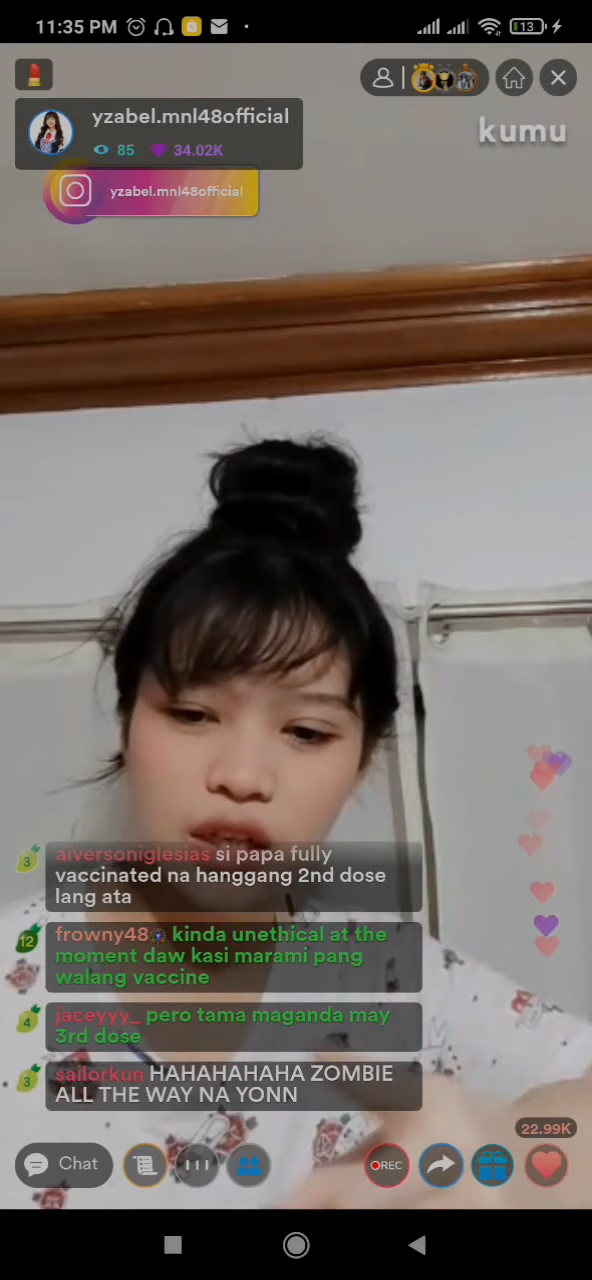 11:35 PM
13
yzabel.mnl48official
85
34.02K
kumu
yzabel.mnl48official
3
aiversoniglesias si papa fully
vaccinated na hanggang 2nd dose
lang ata
12
frowny48 kinda unethical at the
moment daw kasi marami pang
walang vaccine
4
jaceyyy_ pero tama maganda may
3rd dose
3
sailorkun HAHAHAHAHA ZOMBIE
ALL THE WAY NA YONN
22.99K
Chat
REC